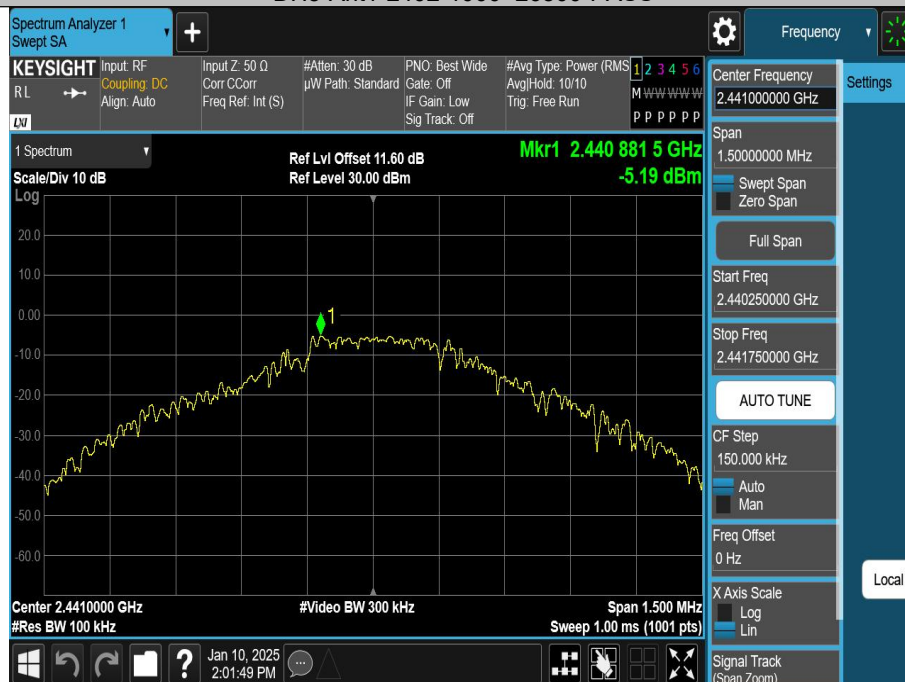 Spectrum Analyzer 1
Swept SA
Frequency
KEYSIGHT
R L
LXI
Input: RF
Coupling: DC
Align: Auto
Input Z: 50 Ω
Corr CCorr
Freq Ref: Int (S)
#Atten: 30 dB
µW Path: Standard
PNO: Best Wide
Gate: Off
IF Gain: Low
Sig Track: Off
#Avg Type: Power (RMS
Avg|Hold: 10/10
Trig: Free Run
1 2 3 4 5 6
M W W W W W
P P P P P P
1 Spectrum
Scale/Div 10 dB
Log
Ref Lvl Offset 11.60 dB
Ref Level 30.00 dBm
Mkr1 2.440 881 5 GHz
-5.19 dBm
20.0
10.0
0.00
1
-10.0
-20.0
-30.0
-40.0
-50.0
-60.0
Center 2.4410000 GHz
#Res BW 100 kHz
#Video BW 300 kHz
Span 1.500 MHz
Sweep 1.00 ms (1001 pts)
Jan 10, 2025
2:01:49 PM
Center Frequency
2.441000000 GHz
Settings
Span
1.50000000 MHz
Swept Span
Zero Span
Full Span
Start Freq
2.440250000 GHz
Stop Freq
2.441750000 GHz
AUTO TUNE
CF Step
150.000 kHz
Auto
Man
Freq Offset
0 Hz
Local
X Axis Scale
Log
Lin
Signal Track
(Span Zoom)